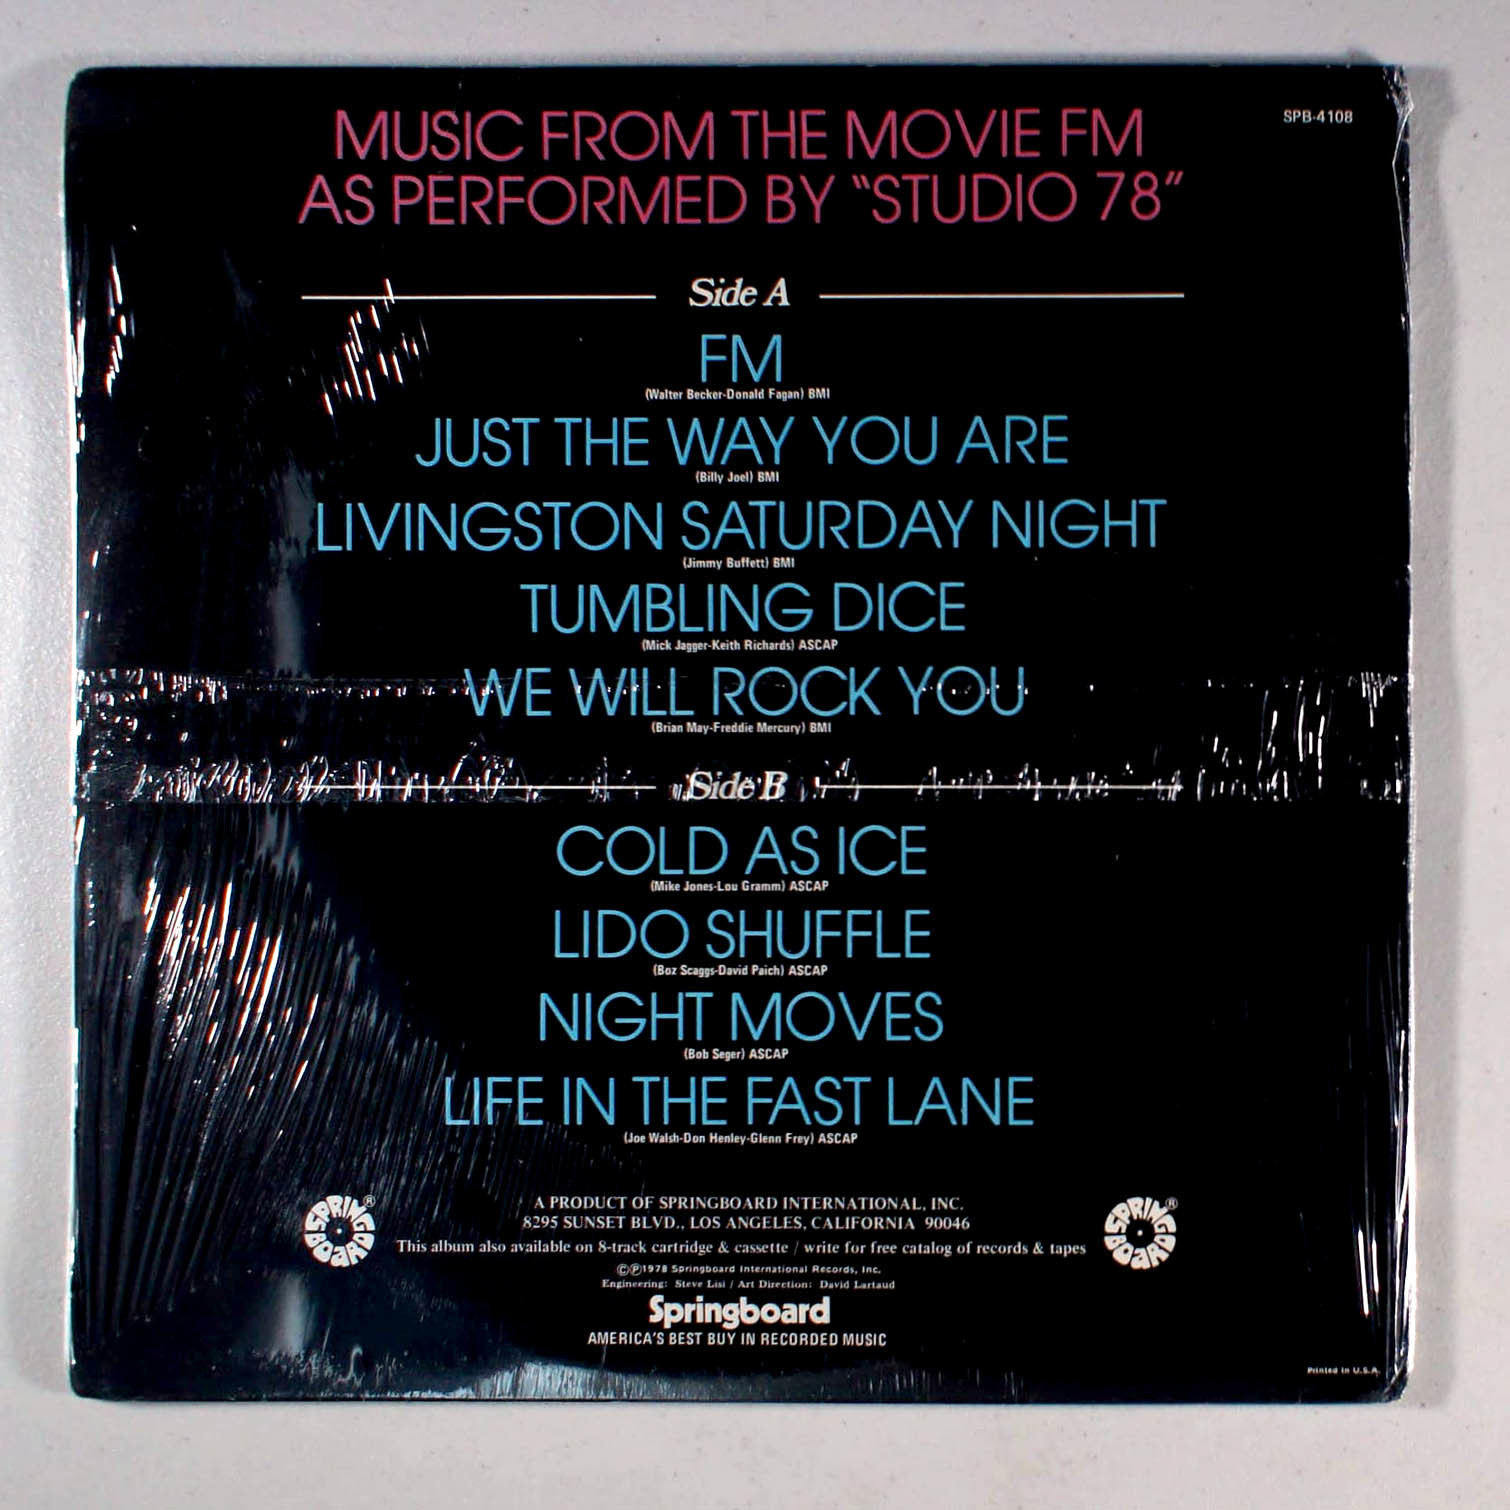 SPB-4108
MUSIC FROM THE MOVIE FM
AS PERFORMED BY "STUDIO 78"
Side A
FM
(Walter Becker-Donald Fagan) BMI
JUST THE WAY YOU ARE
(Billy Joel) BMI
LIVINGSTON SATURDAY NIGHT
(Jimmy Buffett) BMI
TUMBLING DICE
(Mick Jagger-Keith Richards) ASCAP
WE WILL ROCK YOU
(Brian May-Freddie Mercury) BMI
Side B
COLD AS ICE
(Mike Jones-Lou Gramm) ASCAP
LIDO SHUFFLE
(Boz Scaggs-David Paich) ASCAP
NIGHT MOVES
(Bob Seger) ASCAP
LIFE IN THE FAST LANE
(Joe Walsh-Don Henley-Glenn Frey) ASCAP
SPRING BOARD ®
A PRODUCT OF SPRINGBOARD INTERNATIONAL, INC.
8295 SUNSET BLVD., LOS ANGELES, CALIFORNIA 90046
This album also available on 8-track cartridge & cassette / write for free catalog of records & tapes
©℗1978 Springboard International Records, Inc.
Engineering: Steve Lisi / Art Direction: David Lartaud
SPRING BOARD ®
Springboard
AMERICA'S BEST BUY IN RECORDED MUSIC
Printed in U.S.A.